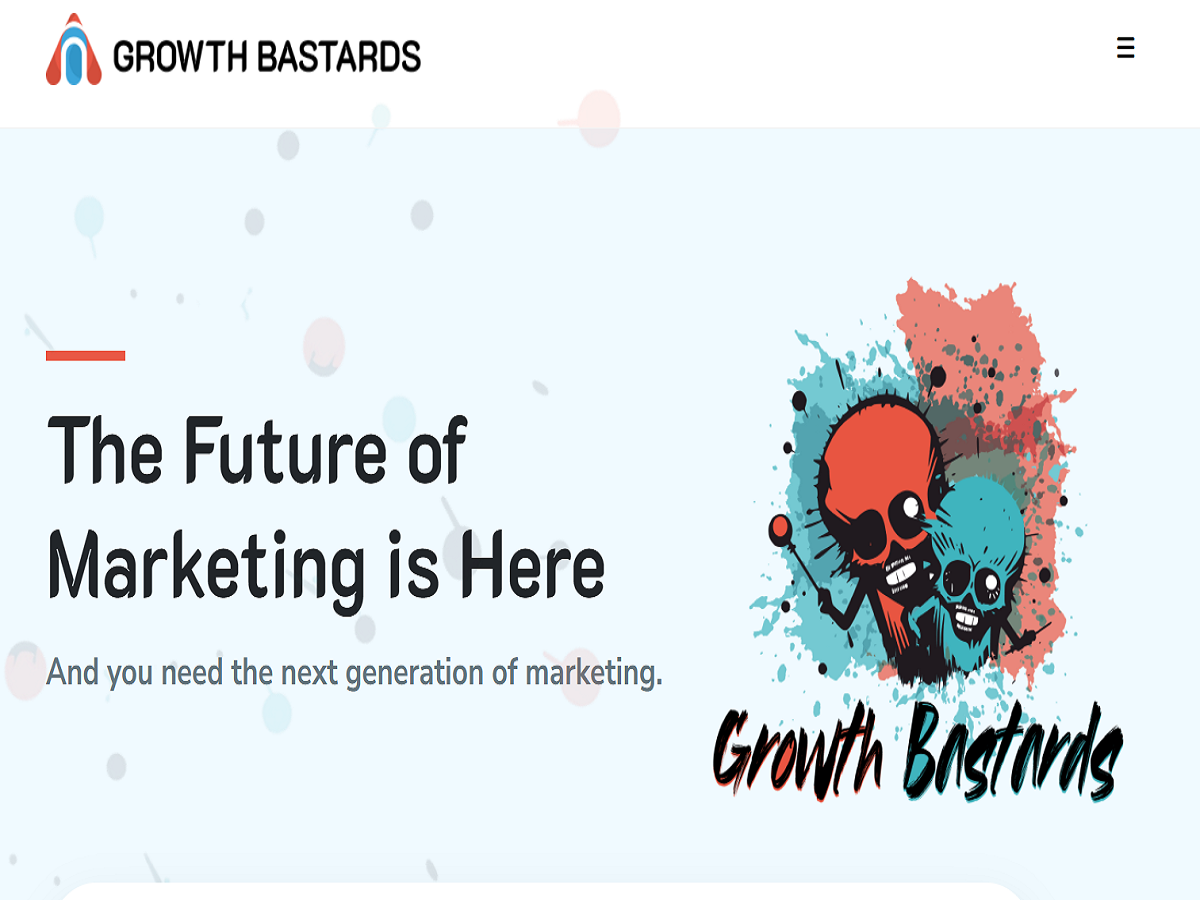 GROWTH BASTARDS
The Future of
Marketing is Here
And you need the next generation of marketing.
Growth Bastards